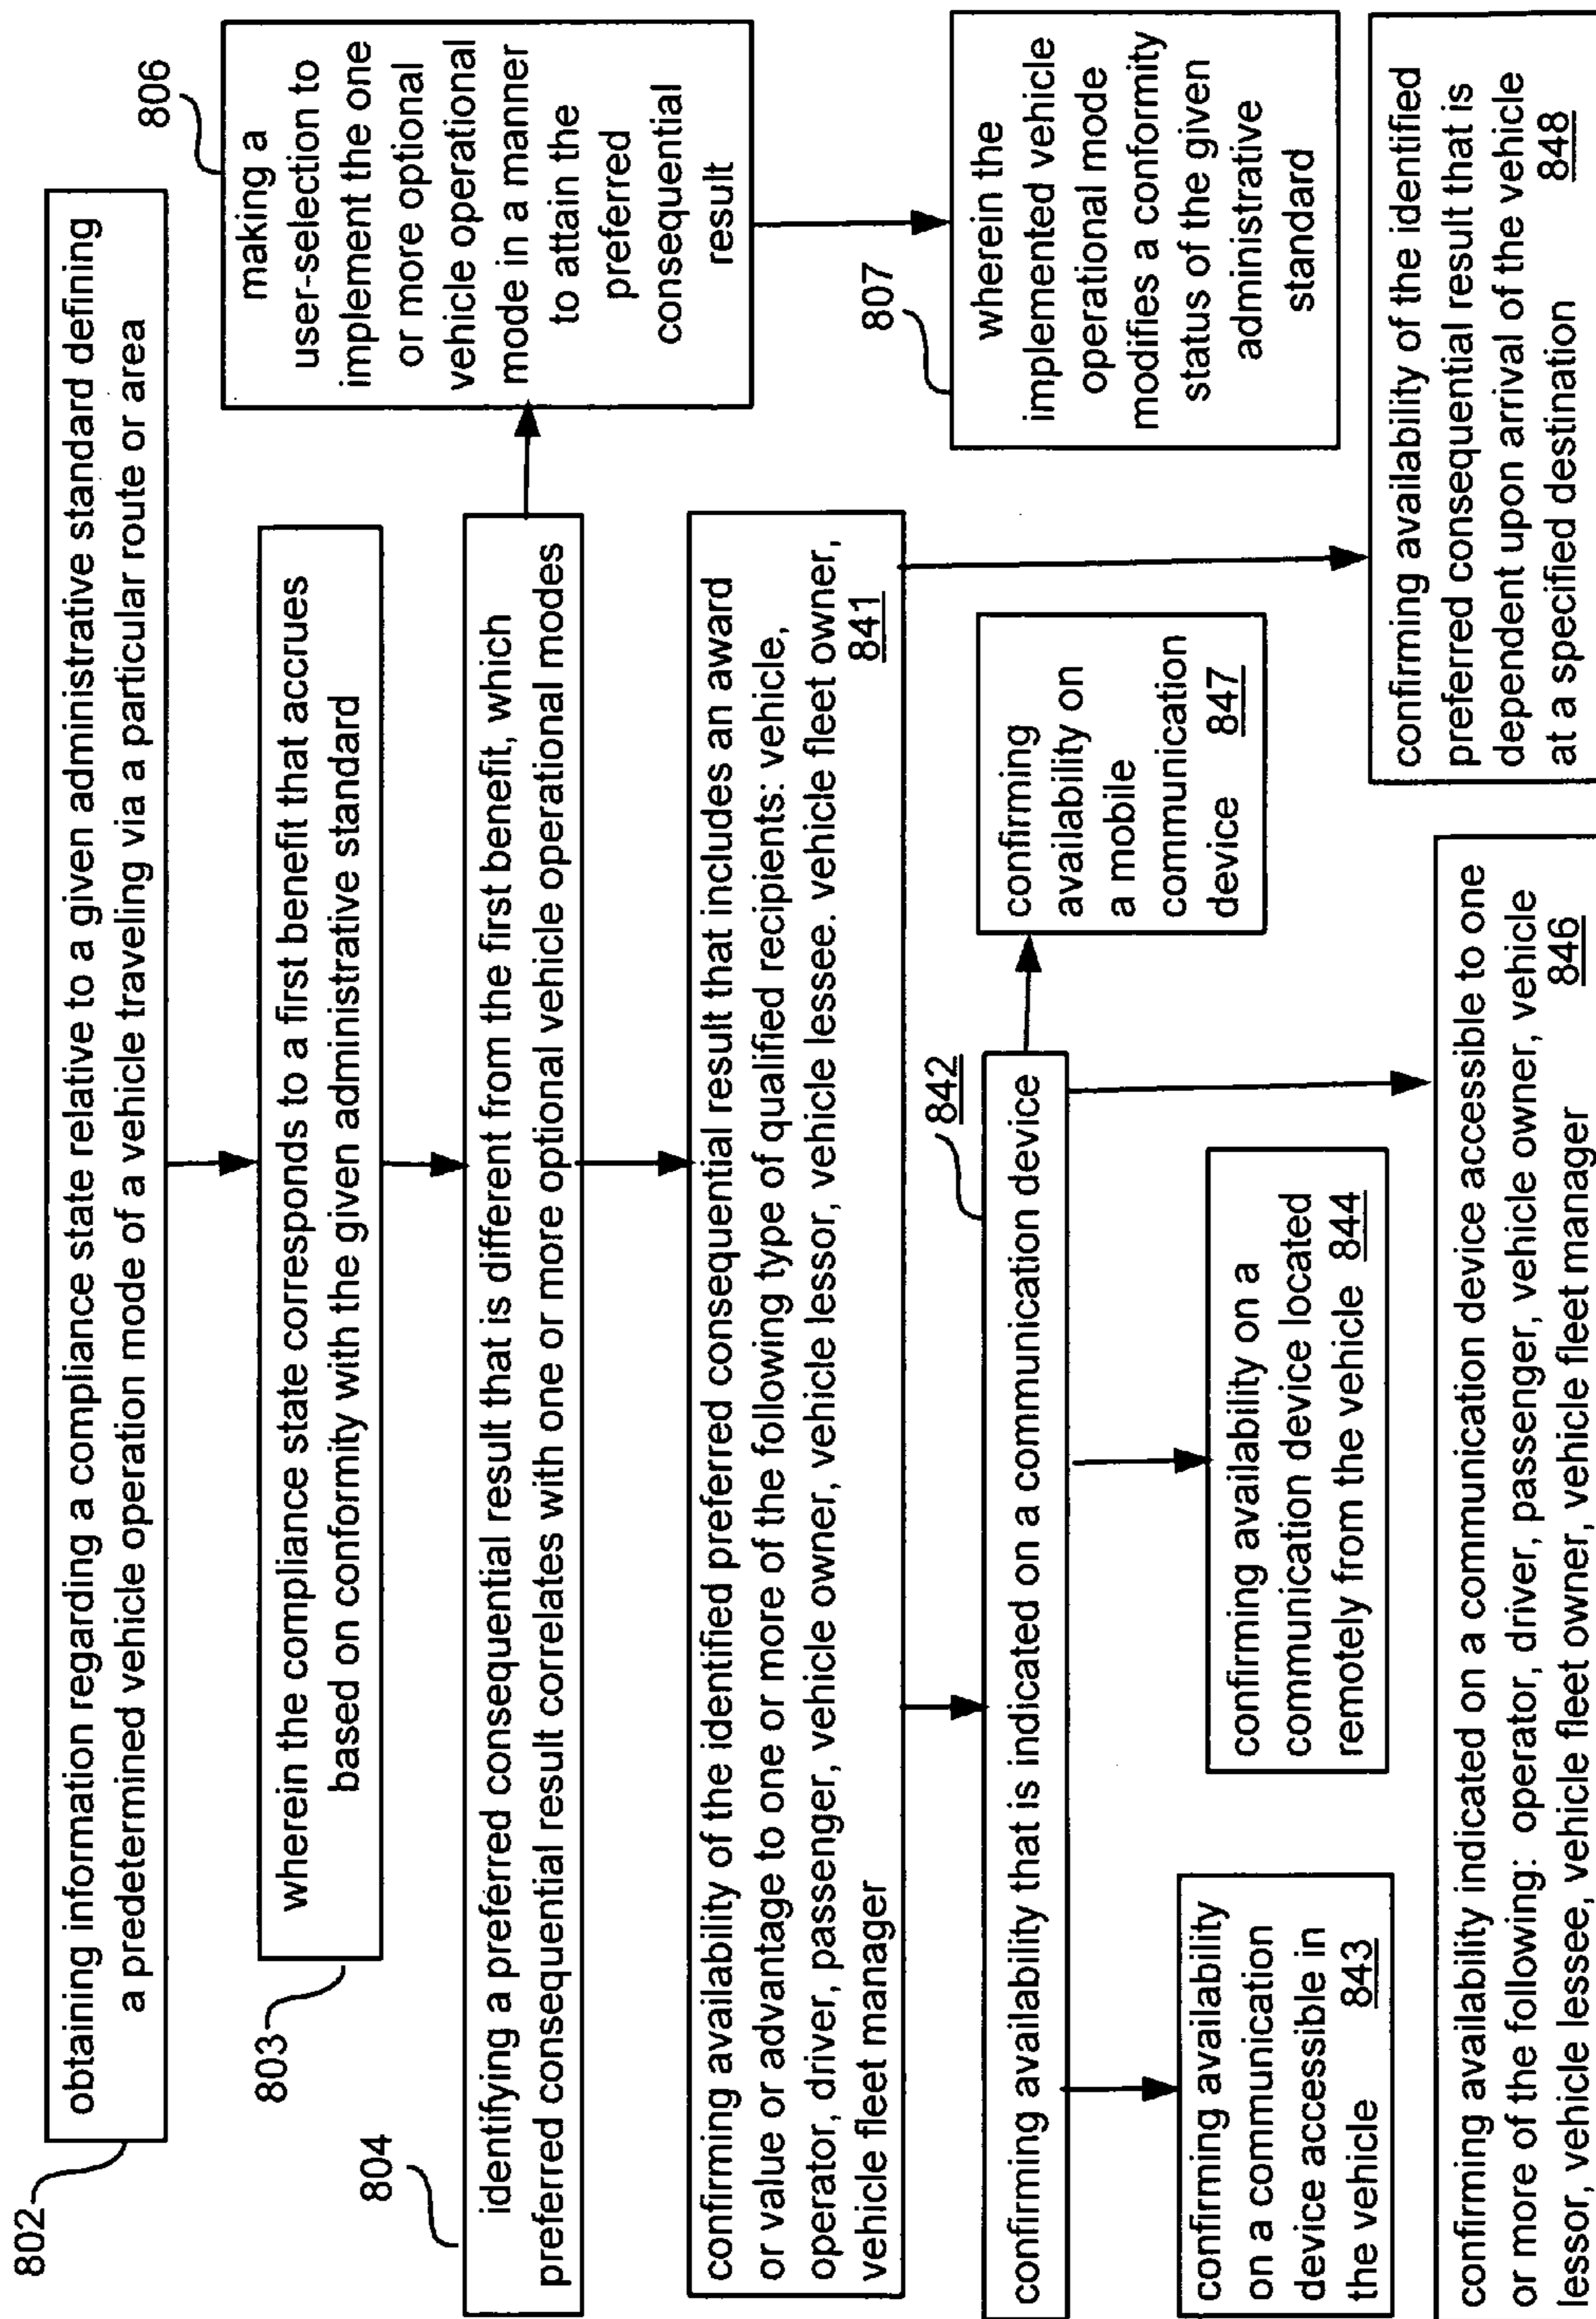 802
obtaining information regarding a compliance state relative to a given administrative standard defining
a predetermined vehicle operation mode of a vehicle traveling via a particular route or area
803
wherein the compliance state corresponds to a first benefit that accrues
based on conformity with the given administrative standard
804
identifying a preferred consequential result that is different from the first benefit, which
preferred consequential result correlates with one or more optional vehicle operational modes
806
making a
user-selection to
implement the one
or more optional
vehicle operational
mode in a manner
to attain the
preferred
consequential
result
807
wherein the
implemented vehicle
operational mode
modifies a conformity
status of the given
administrative
standard
confirming availability of the identified preferred consequential result that includes an award
or value or advantage to one or more of the following type of qualified recipients: vehicle,
operator, driver, passenger, vehicle owner, vehicle lessor, vehicle lessee. vehicle fleet owner,
vehicle fleet manager 841
842
confirming availability that is indicated on a communication device
confirming
availability on
a mobile
communication
device 847
confirming availability of the identified
preferred consequential result that is
dependent upon arrival of the vehicle
at a specified destination 848
confirming availability
on a communication
device accessible in
the vehicle 843
confirming availability on a
communication device located
remotely from the vehicle 844
confirming availability indicated on a communication device accessible to one
or more of the following: operator, driver, passenger, vehicle owner, vehicle
lessor, vehicle lessee, vehicle fleet owner, vehicle fleet manager 846